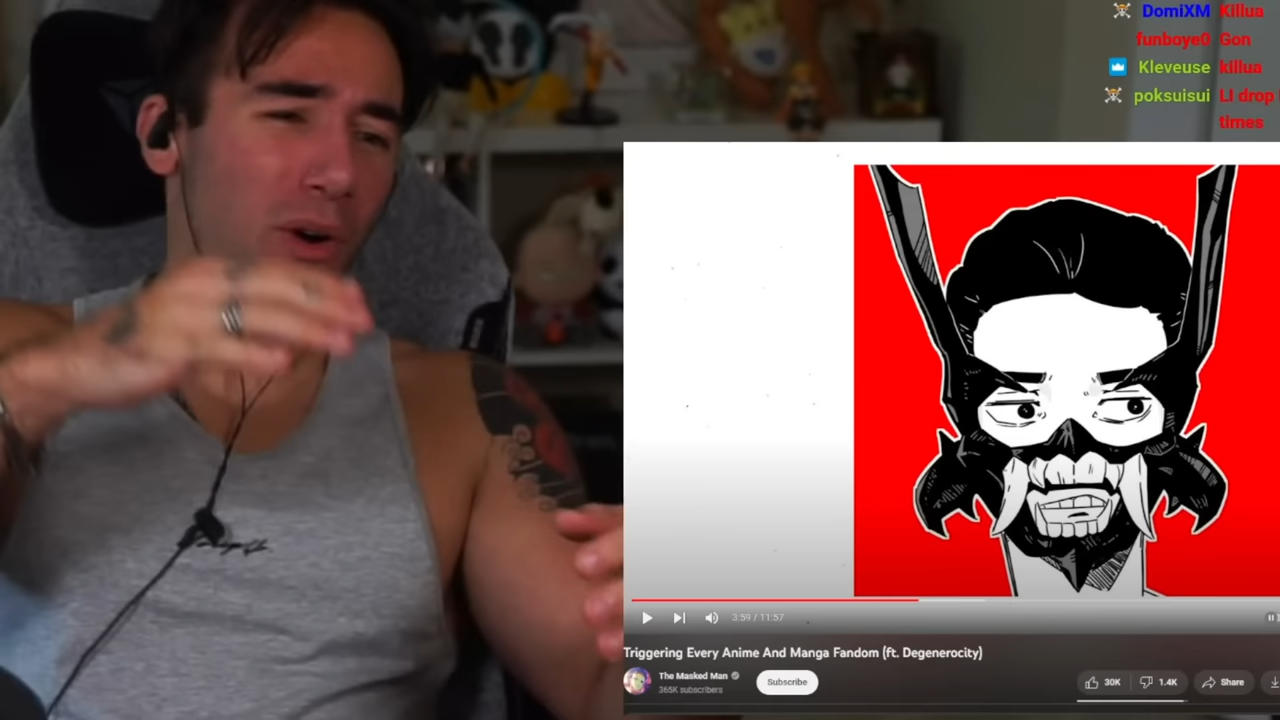 DomiXM Killua
funboye0 Gon
Kleveuse killua
poksuisui LI drop
times
3:59 / 11:57
Triggering Every Anime And Manga Fandom (ft. Degenerocity)
The Masked Man
365K subscribers
Subscribe
30K
1.4K
Share